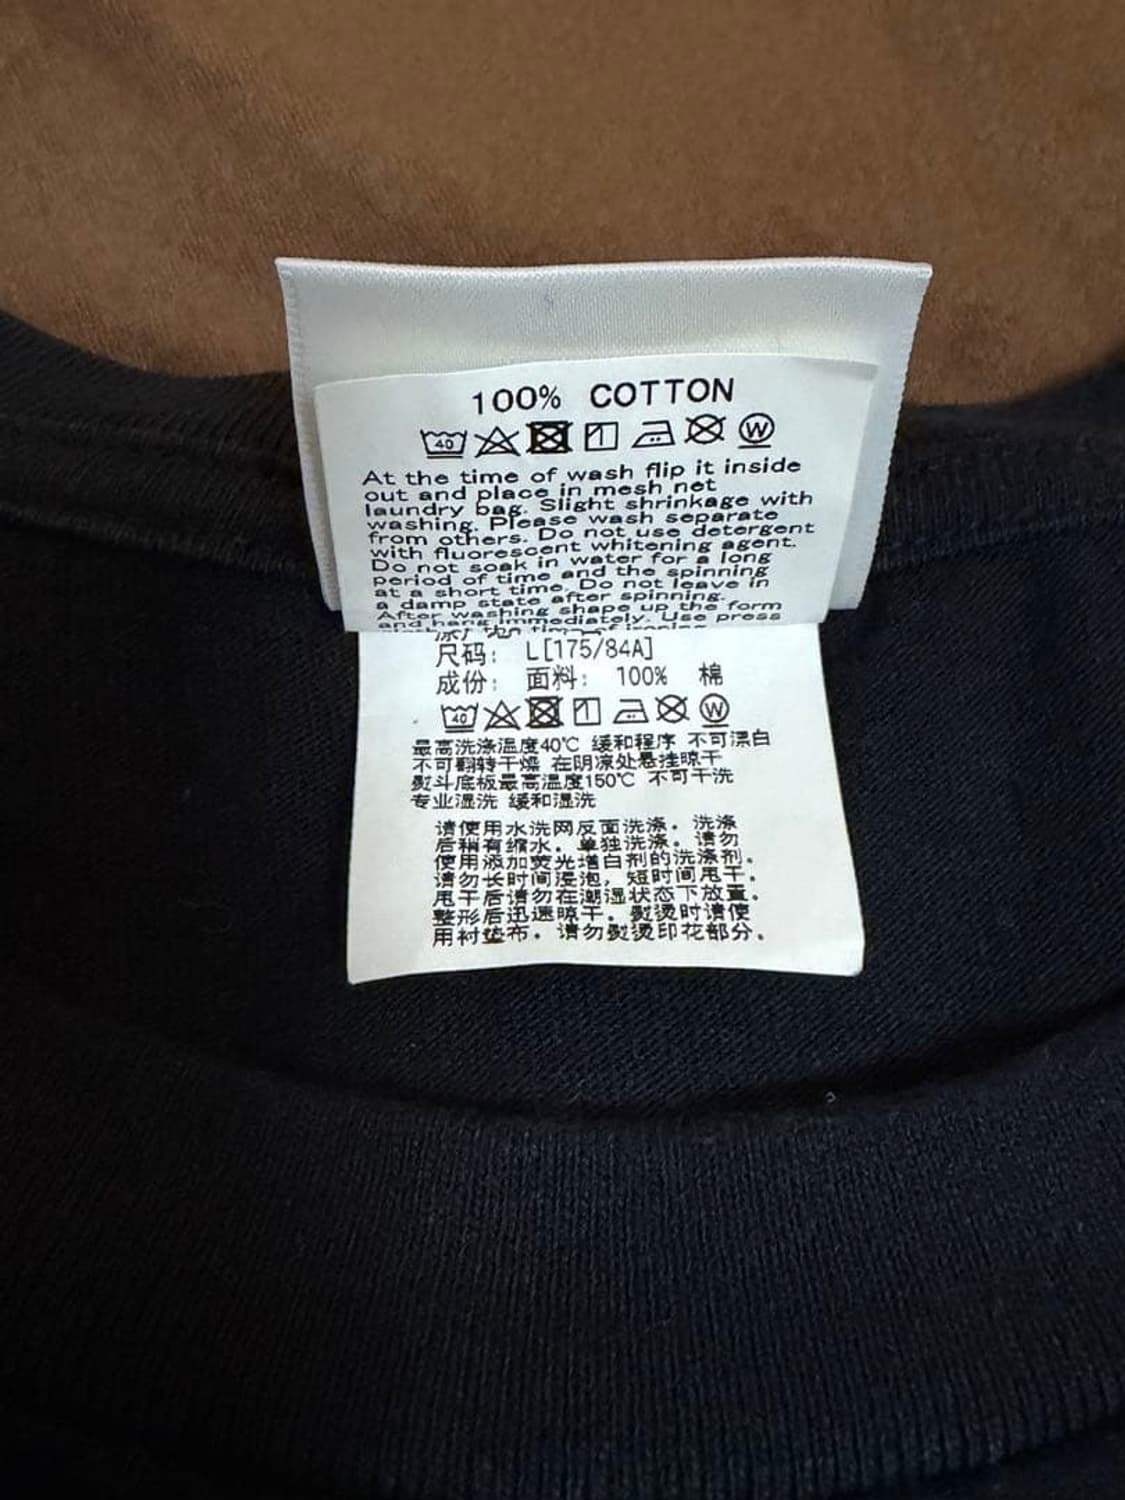 100% COTTON
40 W
At the time of wash flip it inside
out and place in mesh net
laundry bag. Slight shrinkage with
washing. Please wash separate
from others. Do not use detergent
with fluorescent whitening agent.
Do not soak in water for a long
period of time and the spinning
at a short time. Do not leave in
a damp state after spinning.
After washing shape up the form
and hang immediately. Use press
尺码： L[175/84A]
成份： 面料： 100% 棉
40 W
最高洗涤温度40℃ 缓和程序 不可漂白
不可翻转干燥 在阴凉处悬挂晾干
熨斗底板最高温度150℃ 不可干洗
专业湿洗 缓和湿洗
请使用水洗网反面洗涤。洗涤
后稍有缩水。单独洗涤。请勿
使用添加荧光增白剂的洗涤剂。
请勿长时间浸泡，短时间甩干。
甩干后请勿在潮湿状态下放置。
整形后迅速晾干。熨烫时请使
用衬垫布。请勿熨烫印花部分。